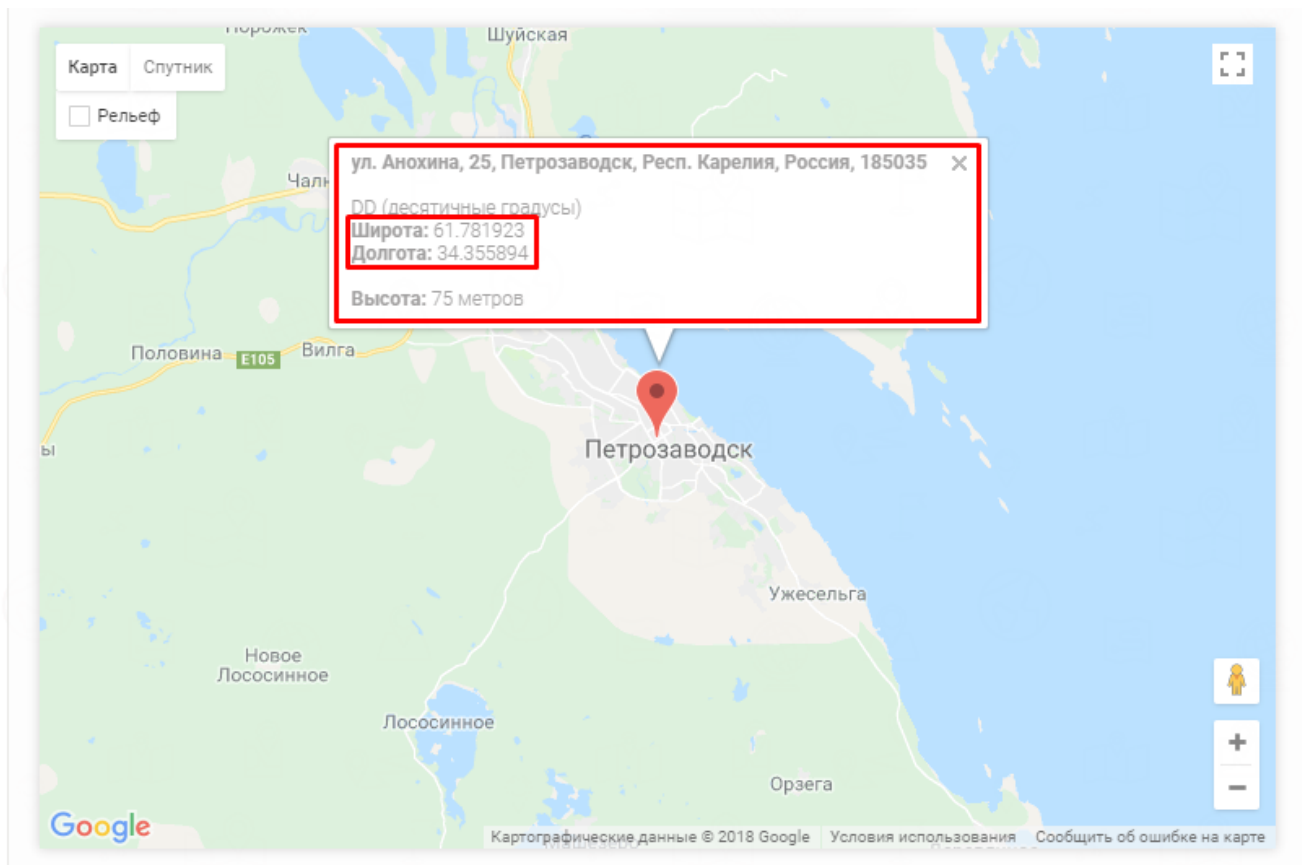 Шуйская
Карта Спутник
Рельеф
ул. Анохина, 25, Петрозаводск, Респ. Карелия, Россия, 185035
Чалн
DD (десятичные градусы)
Широта: 61.781923
Долгота: 34.355894
Высота: 75 метров
Половина E105 Вилга
ы
Петрозаводск
Ужесельга
Новое
Лососинное
Лососинное
Орзега
Google
Картографические данные © 2018 Google Условия использования Сообщить об ошибке на карте